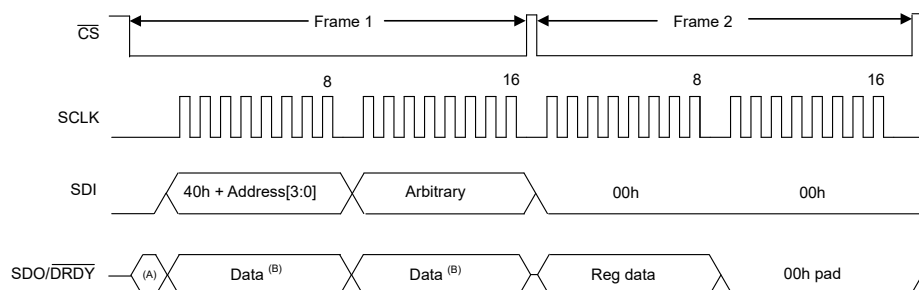 Frame 1
Frame 2
CS
8
16
8
16
SCLK
SDI
40h + Address[3:0]
Arbitrary
00h
00h
SDO/DRDY
(A)
Data (B)
Data (B)
Reg data
00h pad